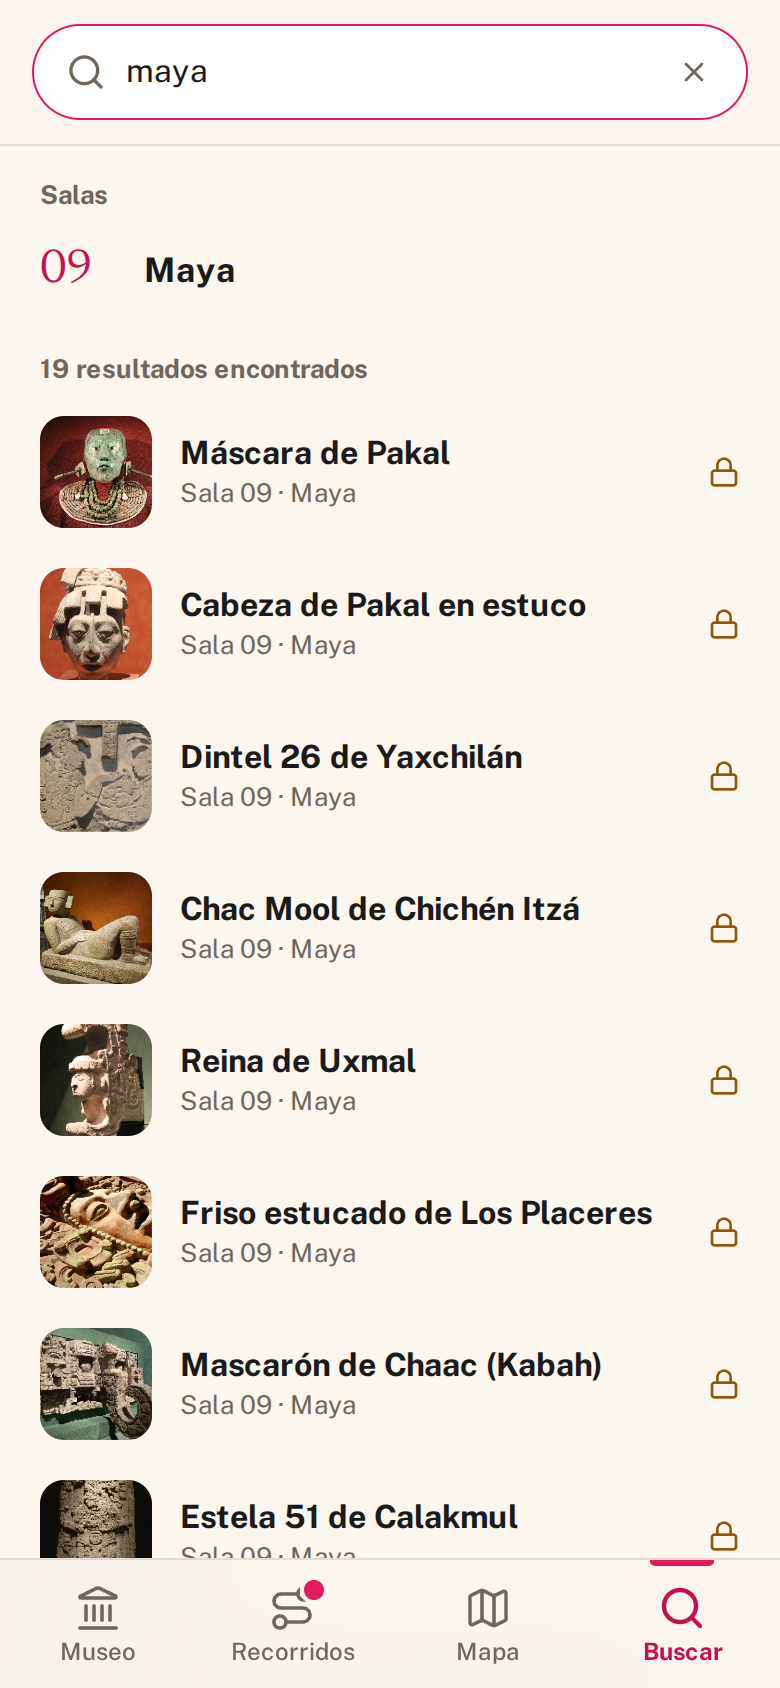 maya
Salas
09 Maya
19 resultados encontrados
Máscara de Pakal
Sala 09 · Maya
Cabeza de Pakal en estuco
Sala 09 · Maya
Dintel 26 de Yaxchilán
Sala 09 · Maya
Chac Mool de Chichén Itzá
Sala 09 · Maya
Reina de Uxmal
Sala 09 · Maya
Friso estucado de Los Placeres
Sala 09 · Maya
Mascarón de Chaac (Kabah)
Sala 09 · Maya
Estela 51 de Calakmul
Sala 09 · Maya
Museo
Recorridos
Mapa
Buscar